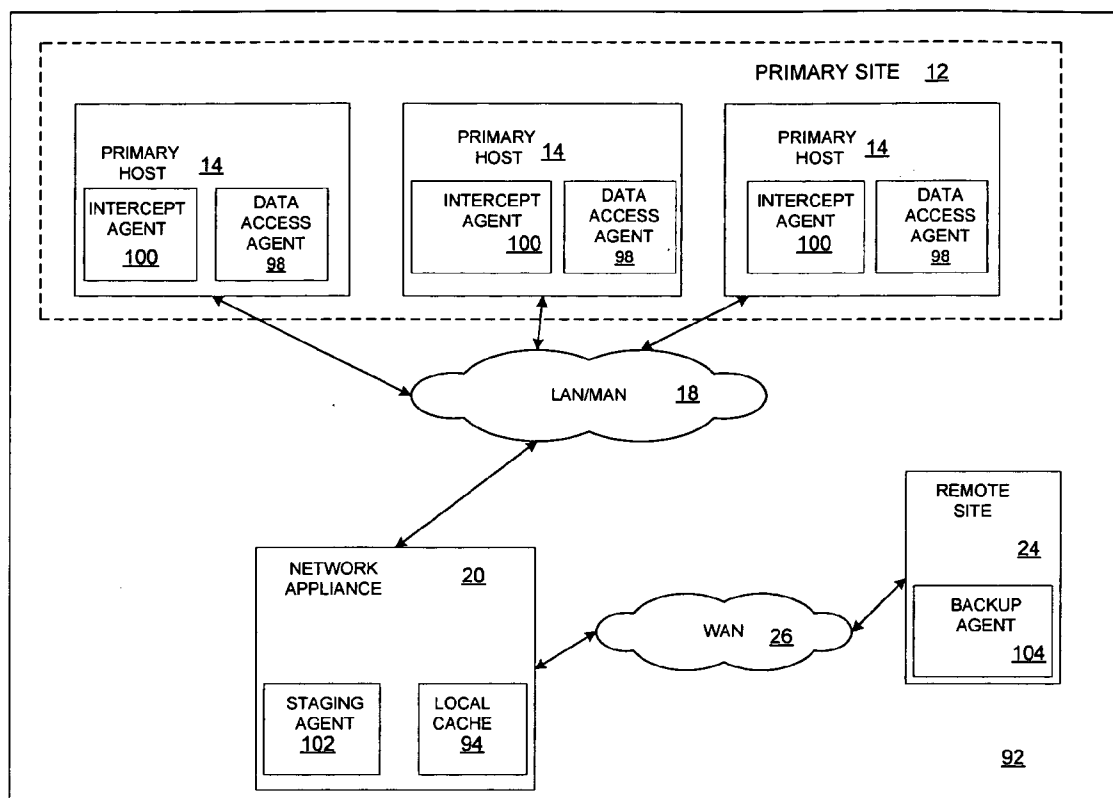 PRIMARY SITE 12
PRIMARY
HOST 14
INTERCEPT
AGENT
100
DATA
ACCESS
AGENT
98
PRIMARY
HOST 14
INTERCEPT
AGENT
100
DATA
ACCESS
AGENT
98
PRIMARY
HOST 14
INTERCEPT
AGENT
100
DATA
ACCESS
AGENT
98
LAN/MAN 18
NETWORK
APPLIANCE
20
STAGING
AGENT
102
LOCAL
CACHE
94
WAN 26
REMOTE
SITE
24
BACKUP
AGENT
104
92